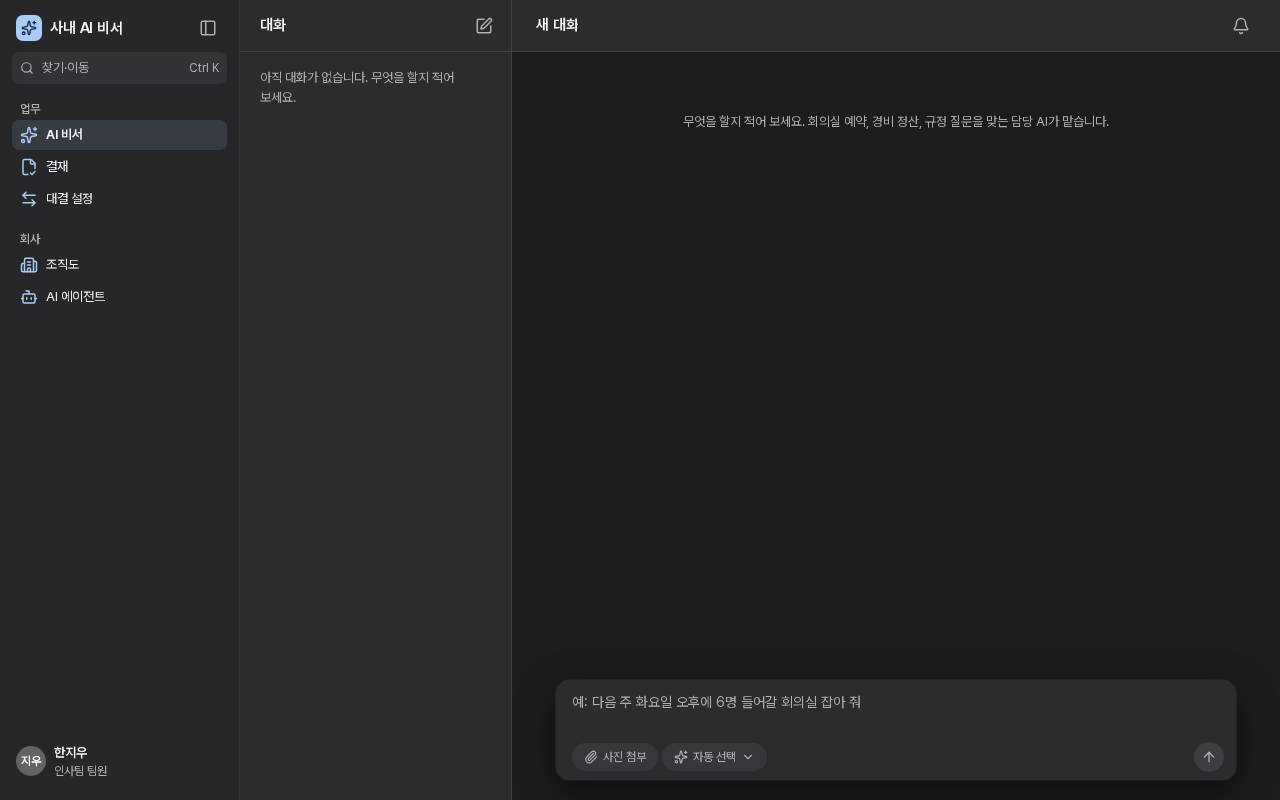 사내 AI 비서
찾기·이동 Ctrl K
업무
AI 비서
결재
대결 설정
회사
조직도
AI 에이전트
지우
한지우
인사팀 팀원
대화
아직 대화가 없습니다. 무엇을 할지 적어
보세요.
새 대화
무엇을 할지 적어 보세요. 회의실 예약, 경비 정산, 규정 질문을 맞는 담당 AI가 맡습니다.
예: 다음 주 화요일 오후에 6명 들어갈 회의실 잡아 줘
사진 첨부
자동 선택